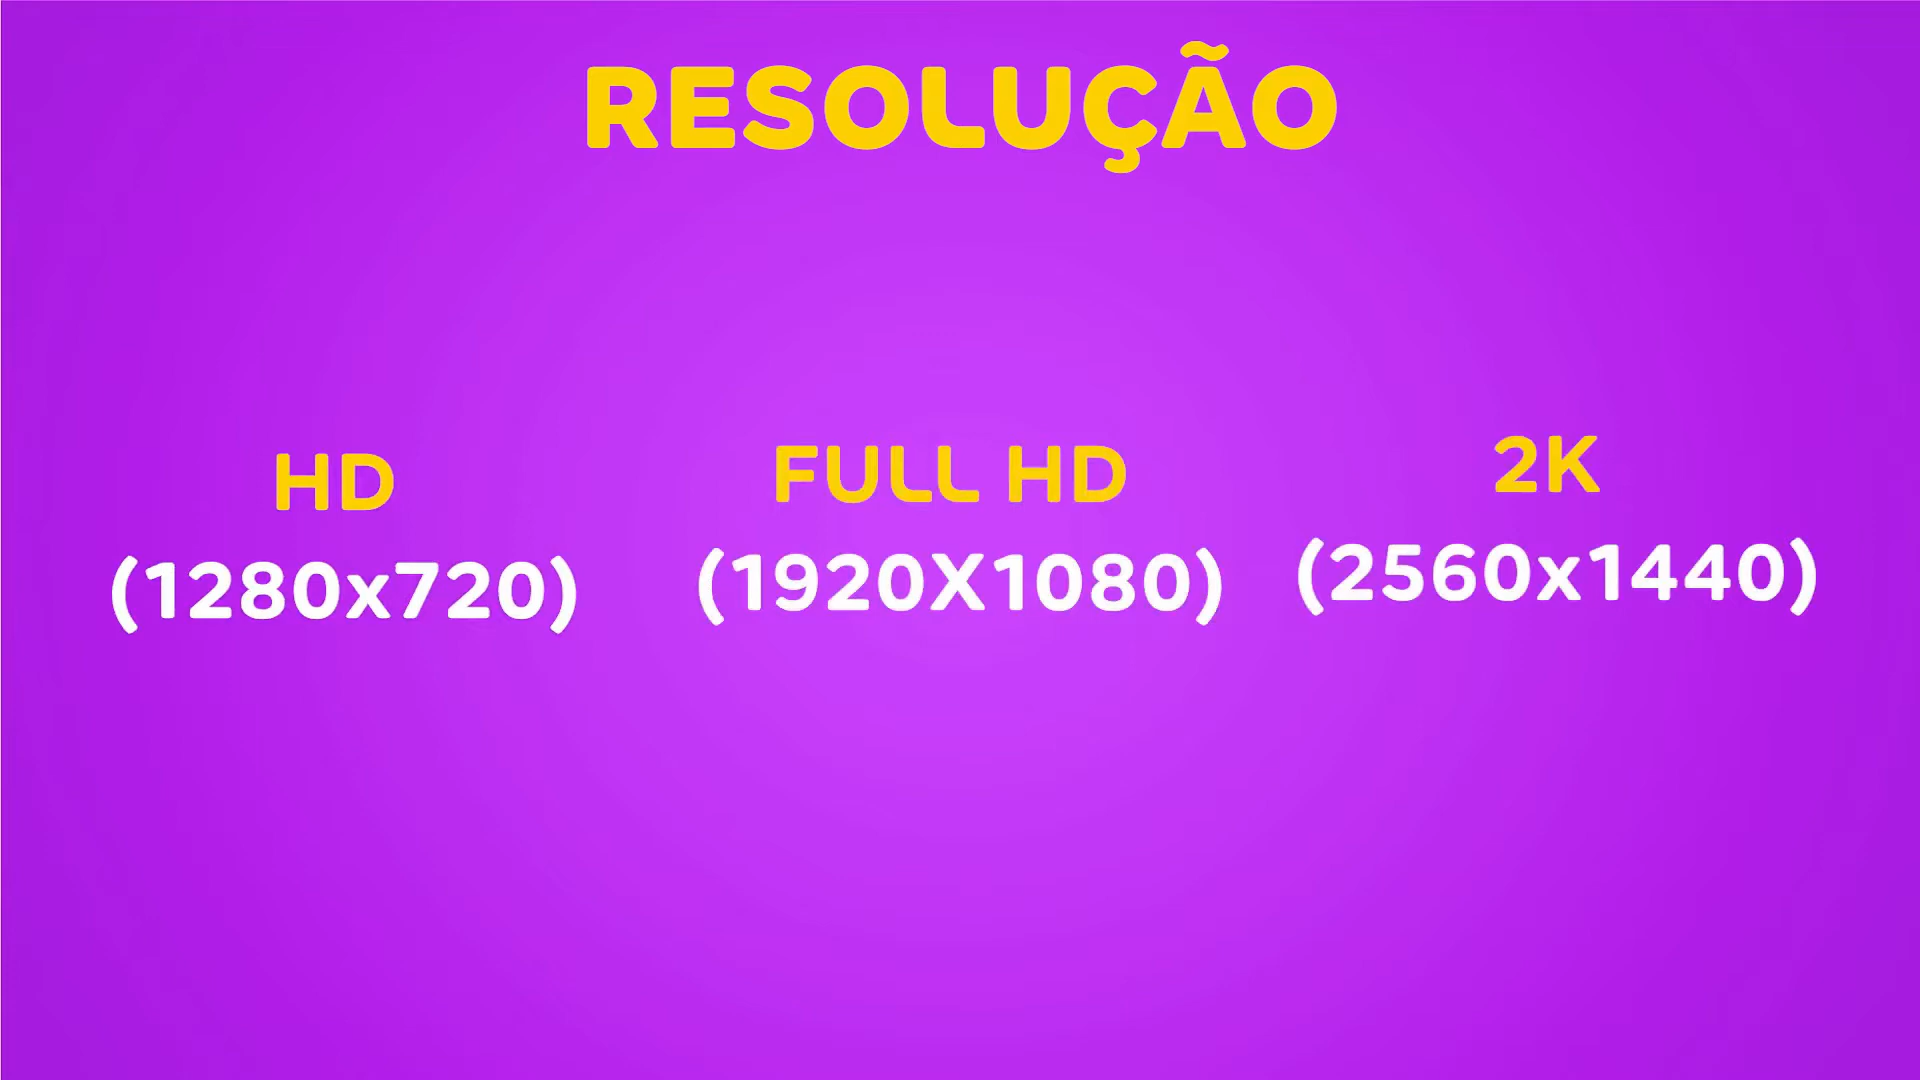 RESOLUÇÃO
HD
(1280x720)
FULL HD
(1920X1080)
2K
(2560x1440)